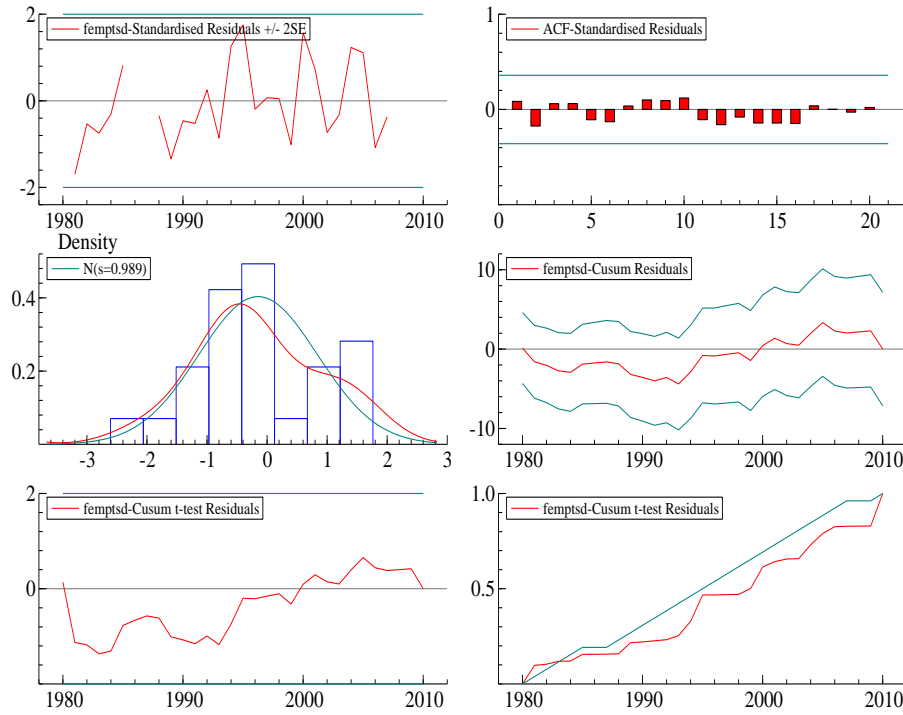 2
femptsd-Standardised Residuals +/- 2SE
0
-2
1980 1990 2000 2010
1
ACF-Standardised Residuals
0
0 5 10 15 20
Density
N(s=0.989)
0.4
0.2
-3 -2 -1 0 1 2 3
10
femptsd-Cusum Residuals
0
-10
1980 1990 2000 2010
2
femptsd-Cusum t-test Residuals
0
1980 1990 2000 2010
1.0
femptsd-Cusum t-test Residuals
0.5
1980 1990 2000 2010